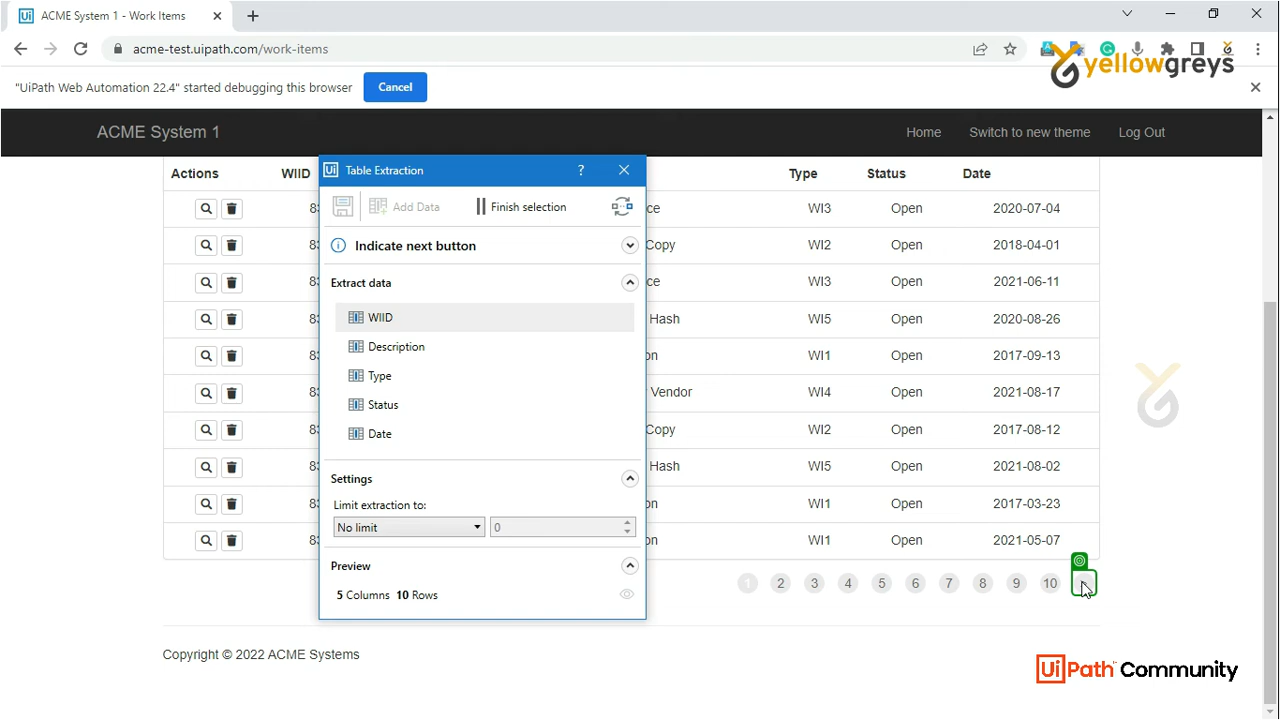 ACME System 1 - Work Items
acme-test.uipath.com/work-items
yellowgreys
"UiPath Web Automation 22.4" started debugging this browser
Cancel
ACME System 1
Home
Switch to new theme
Log Out
Actions WIID Type Status Date
Ui Table Extraction ?
Add Data
Finish selection
Indicate next button
Extract data
WIID
Description
Type
Status
Date
Settings
Limit extraction to:
No limit 0
Preview
5 Columns 10 Rows
ce WI3 Open 2020-07-04
Copy WI2 Open 2018-04-01
ce WI3 Open 2021-06-11
Hash WI5 Open 2020-08-26
on WI1 Open 2017-09-13
Vendor WI4 Open 2021-08-17
Copy WI2 Open 2017-08-12
Hash WI5 Open 2021-08-02
on WI1 Open 2017-03-23
on WI1 Open 2021-05-07
1 2 3 4 5 6 7 8 9 10
Copyright © 2022 ACME Systems
UiPath Community